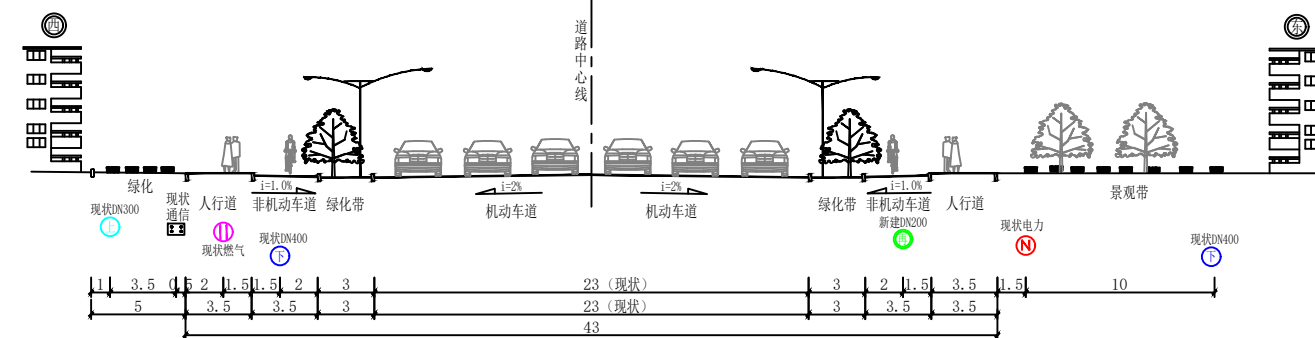 西
东
道路中心线
i=1.0%
i=2%
i=2%
i=1.0%
绿化
现状
通信
人行道
非机动车道
绿化带
机动车道
机动车道
绿化带
非机动车道
人行道
景观带
现状DN300
上
现状燃气
现状DN400
下
新建DN200
现状电力
N
现状DN400
下
1 3.5 0.5 2 1.5 1.5 2 3 23（现状） 3 2 1.5 3.5 1.5 10
5 3.5 3.5 3 23（现状） 3 3.5 3.5
43